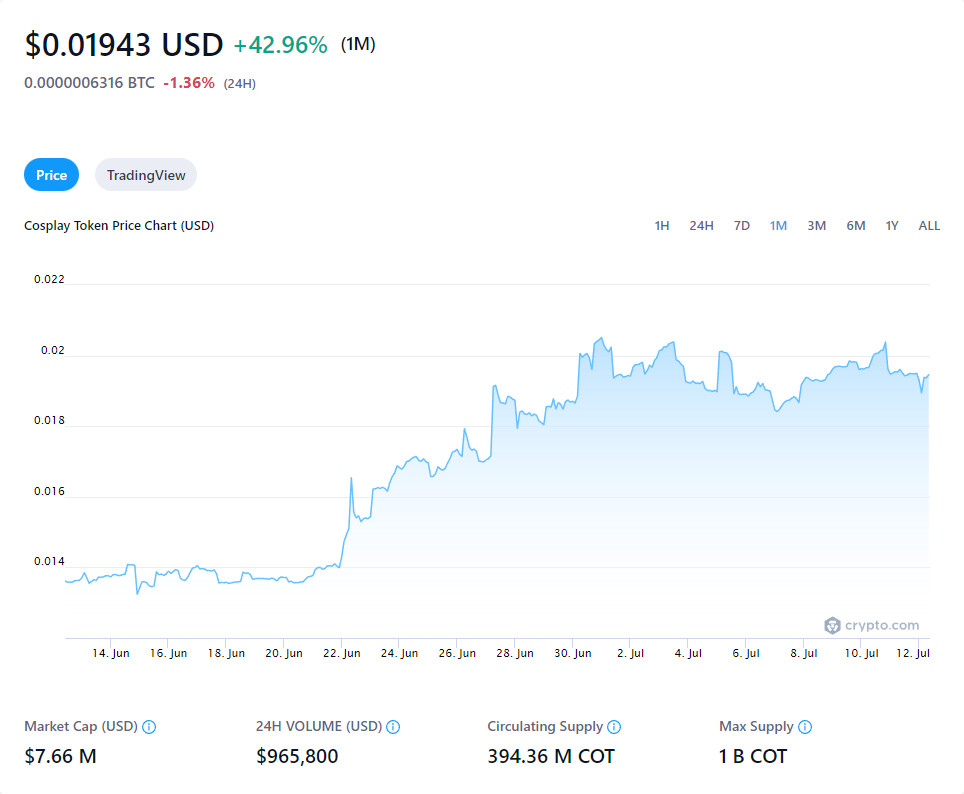 $0.01943 USD +42.96% (1M)
0.0000006316 BTC -1.36% (24H)
Price TradingView
Cosplay Token Price Chart (USD) 1H 24H 7D 1M 3M 6M 1Y ALL
0.022
0.02
0.018
0.016
0.014
crypto.com
14. Jun 16. Jun 18. Jun 20. Jun 22. Jun 24. Jun 26. Jun 28. Jun 30. Jun 2. Jul 4. Jul 6. Jul 8. Jul 10. Jul 12. Jul
Market Cap (USD) 24H VOLUME (USD) Circulating Supply Max Supply
$7.66 M $965,800 394.36 M COT 1 B COT